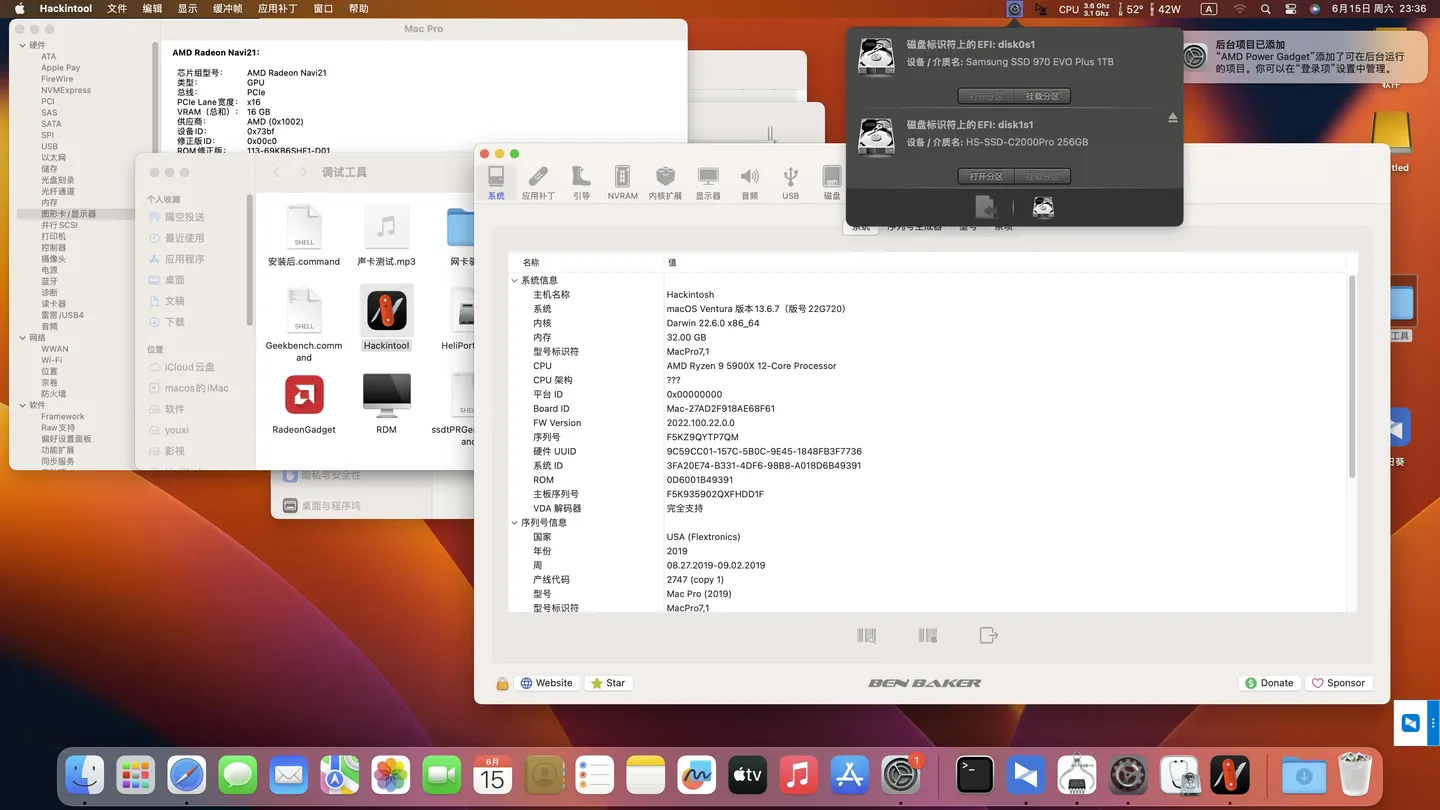 Hackintool 文件 编辑 显示 缓冲帧 应用补丁 窗口 帮助
CPU 3.6 Ghz 3.1 Ghz 52° 42W A 6月15日 周六 23:36
Mac Pro
硬件
ATA
Apple Pay
FireWire
NVMExpress
PCI
SAS
SATA
SPI
USB
以太网
储存
光盘刻录
光纤通道
内存
图形卡/显示器
并行SCSI
打印机
控制器
摄像头
电源
蓝牙
诊断
读卡器
雷雳/USB4
音频
网络
WWAN
Wi-Fi
位置
宗卷
防火墙
软件
Framework
Raw支持
偏好设置面板
功能扩展
同步服务
AMD Radeon Navi21：
芯片组型号： AMD Radeon Navi21
类型： GPU
总线： PCIe
PCIe Lane宽度： x16
VRAM（总和）： 16 GB
供应商： AMD (0x1002)
设备ID： 0x73bf
修正版ID： 0x00c0
ROM修正版： 113-69KB6SHF1-D01
调试工具
个人收藏
隔空投送
最近使用
应用程序
桌面
文稿
下载
位置
iCloud云盘
macos的iMac
软件
youxi
影视
SHELL
安装后.command
声卡测试.mp3
SHELL
Geekbench.comm
and
Hackintool
HeliPort
RadeonGadget
RDM
ssdtPRGen
隐私与安全性
桌面与程序坞
磁盘标识符上的EFI: disk0s1
设备 / 介质名: Samsung SSD 970 EVO Plus 1TB
打开分区 挂载分区
磁盘标识符上的EFI: disk1s1
设备 / 介质名: HS-SSD-C2000Pro 256GB
打开分区 挂载分区
后台项目已添加
“AMD Power Gadget”添加了可在后台运行
的项目。你可以在“登录项”设置中管理。
软件
系统 应用补丁 引导 NVRAM 内核扩展 显示器 音频 USB 磁盘
系统 序列号生成器 型号 杂项
名称 值
系统信息
主机名称 Hackintosh
系统 macOS Ventura 版本13.6.7（版号22G720）
内核 Darwin 22.6.0 x86_64
内存 32.00 GB
型号标识符 MacPro7,1
CPU AMD Ryzen 9 5900X 12-Core Processor
CPU 架构 ???
平台 ID 0x00000000
Board ID Mac-27AD2F918AE68F61
FW Version 2022.100.22.0.0
序列号 F5KZ9QYTP7QM
硬件 UUID 9C59CC01-157C-5B0C-9E45-1848FB3F7736
系统 ID 3FA20E74-B331-4DF6-98B8-A018D6B49391
ROM 0D6001B49391
主板序列号 F5K935902QXFHDD1F
VDA 解码器 完全支持
序列号信息
国家 USA (Flextronics)
年份 2019
周 08.27.2019-09.02.2019
产线代码 2747 (copy 1)
型号 Mac Pro (2019)
型号标识符 MacPro7,1
Website Star BEN BAKER Donate Sponsor
6月
15
tv
1